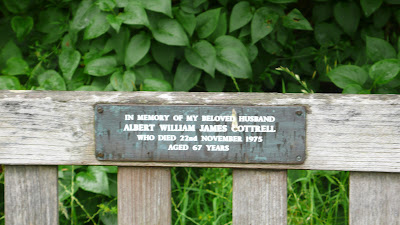 IN MEMORY OF MY BELOVED HUSBAND
ALBERT WILLIAM JAMES COTTRELL
WHO DIED 22nd NOVEMBER 1975
AGED 67 YEARS